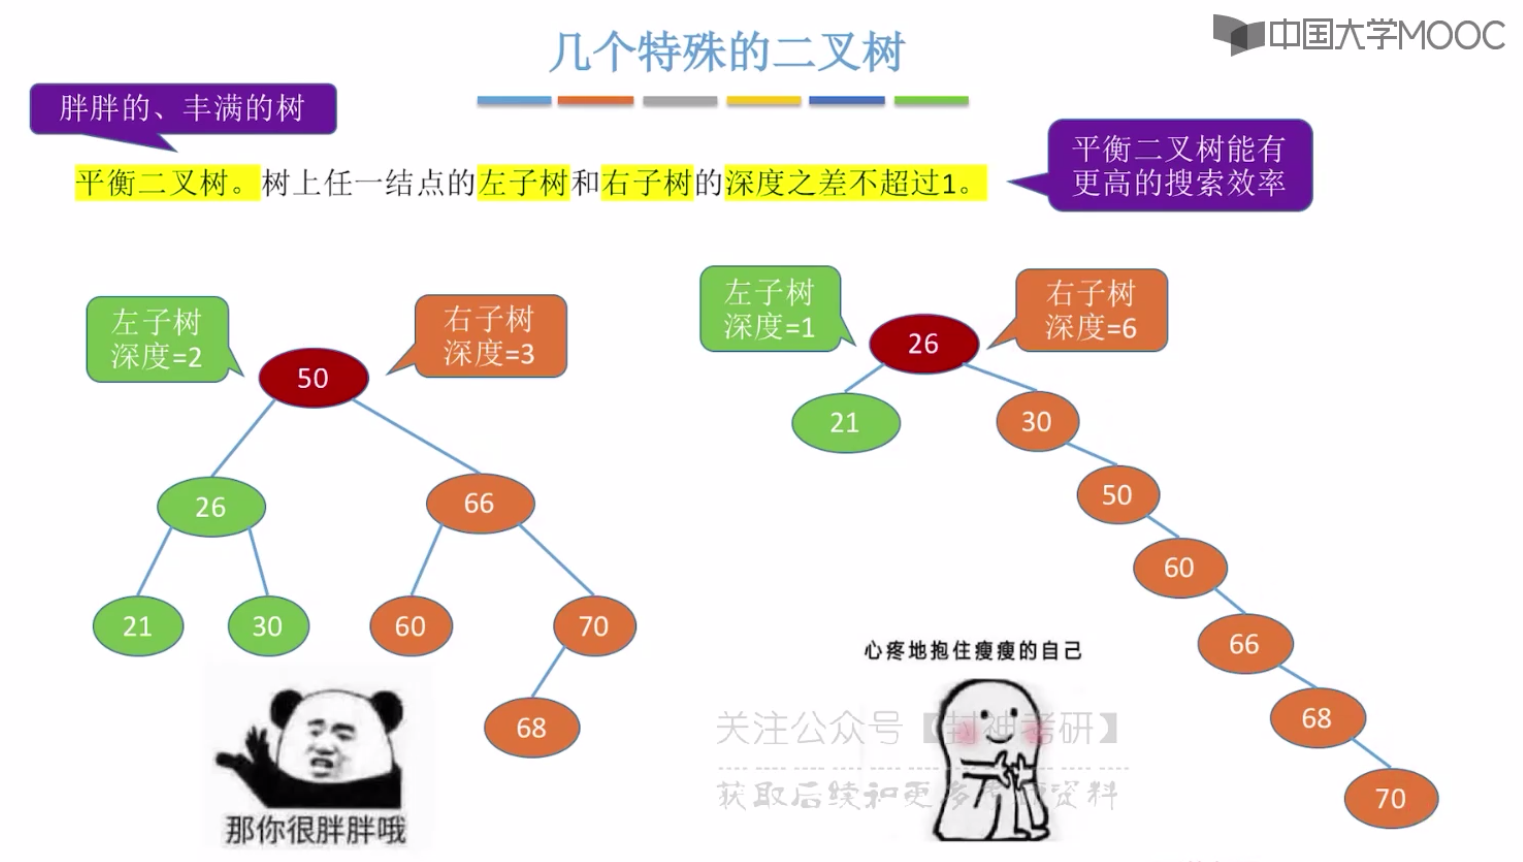 几个特殊的二叉树
中国大学MOOC
胖胖的、丰满的树
平衡二叉树。树上任一结点的左子树和右子树的深度之差不超过1。
平衡二叉树能有
更高的搜索效率
左子树
深度=2
右子树
深度=3
50
26
66
21
30
60
70
68
那你很胖胖哦
左子树
深度=1
右子树
深度=6
26
21
30
50
60
66
68
70
心疼地抱住瘦瘦的自己
关注公众号【封神考研】
获取后续和更多
资料